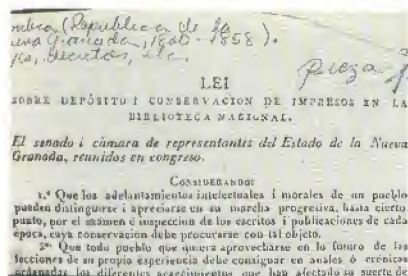 (República de la
Nueva Granada, 18 -1858).
decretos, etc.
Pieza
LEI
SOBRE DEPÓSITO I CONSERVACION DE IMPRESOS EN LA
BIBLIOTECA NACIONAL.
El senado i cámara de representantes del Estado de la Nueva
Granada, reunidos en congreso.
CONSIDERANDO:
1.º Que los adelantamientos intelectuales i morales de un pueblo
pueden distinguirse i apreciarse en su marcha progresiva, hasta cierto
punto, por el exámen é inspeccion de los escritos i publicaciones de cada
época, cuya conservacion debe procurarse con tal objeto.
2.º Que todo pueblo que quiera aprovecharse en lo futuro de las
lecciones de su propia esperiencia debe consignar en anales ó crónicas
ordenadas los diferentes acaecimientos que han afectado su suerte de